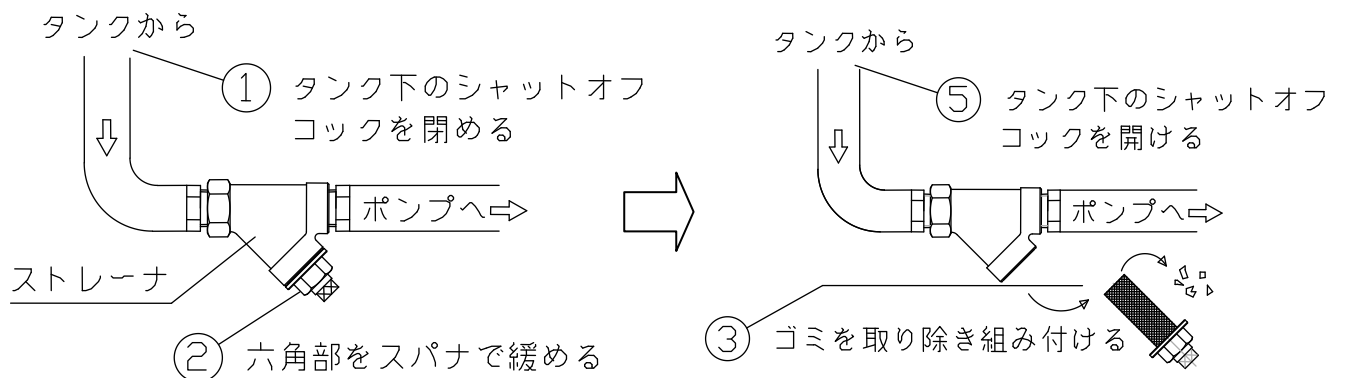 タンクから
① タンク下のシャットオフ
コックを閉める
ポンプへ
ストレーナ
② 六角部をスパナで緩める
タンクから
⑤ タンク下のシャットオフ
コックを開ける
ポンプへ
③ ゴミを取り除き組み付ける